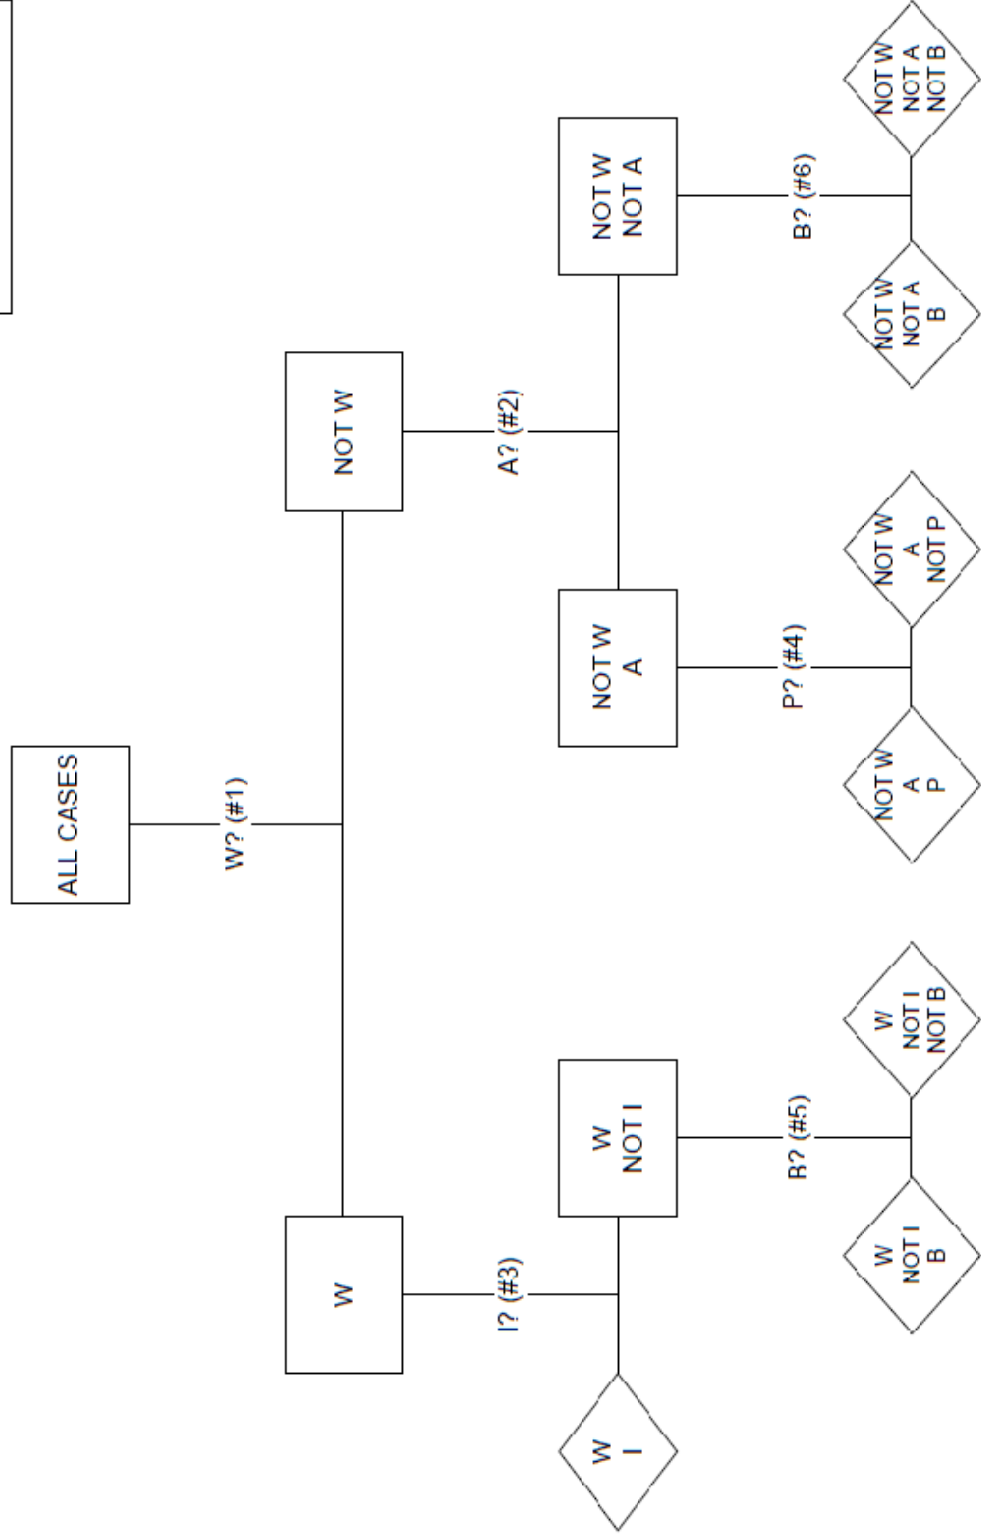 ALL CASES
W? (#1)
W
NOT W
I? (#3)
A? (#2)
W
I
W
NOT I
NOT W
A
NOT W
NOT A
B? (#5)
P? (#4)
B? (#6)
W
NOT I
B
W
NOT I
NOT B
NOT W
A
P
NOT W
A
NOT P
NOT W
NOT A
B
NOT W
NOT A
NOT B